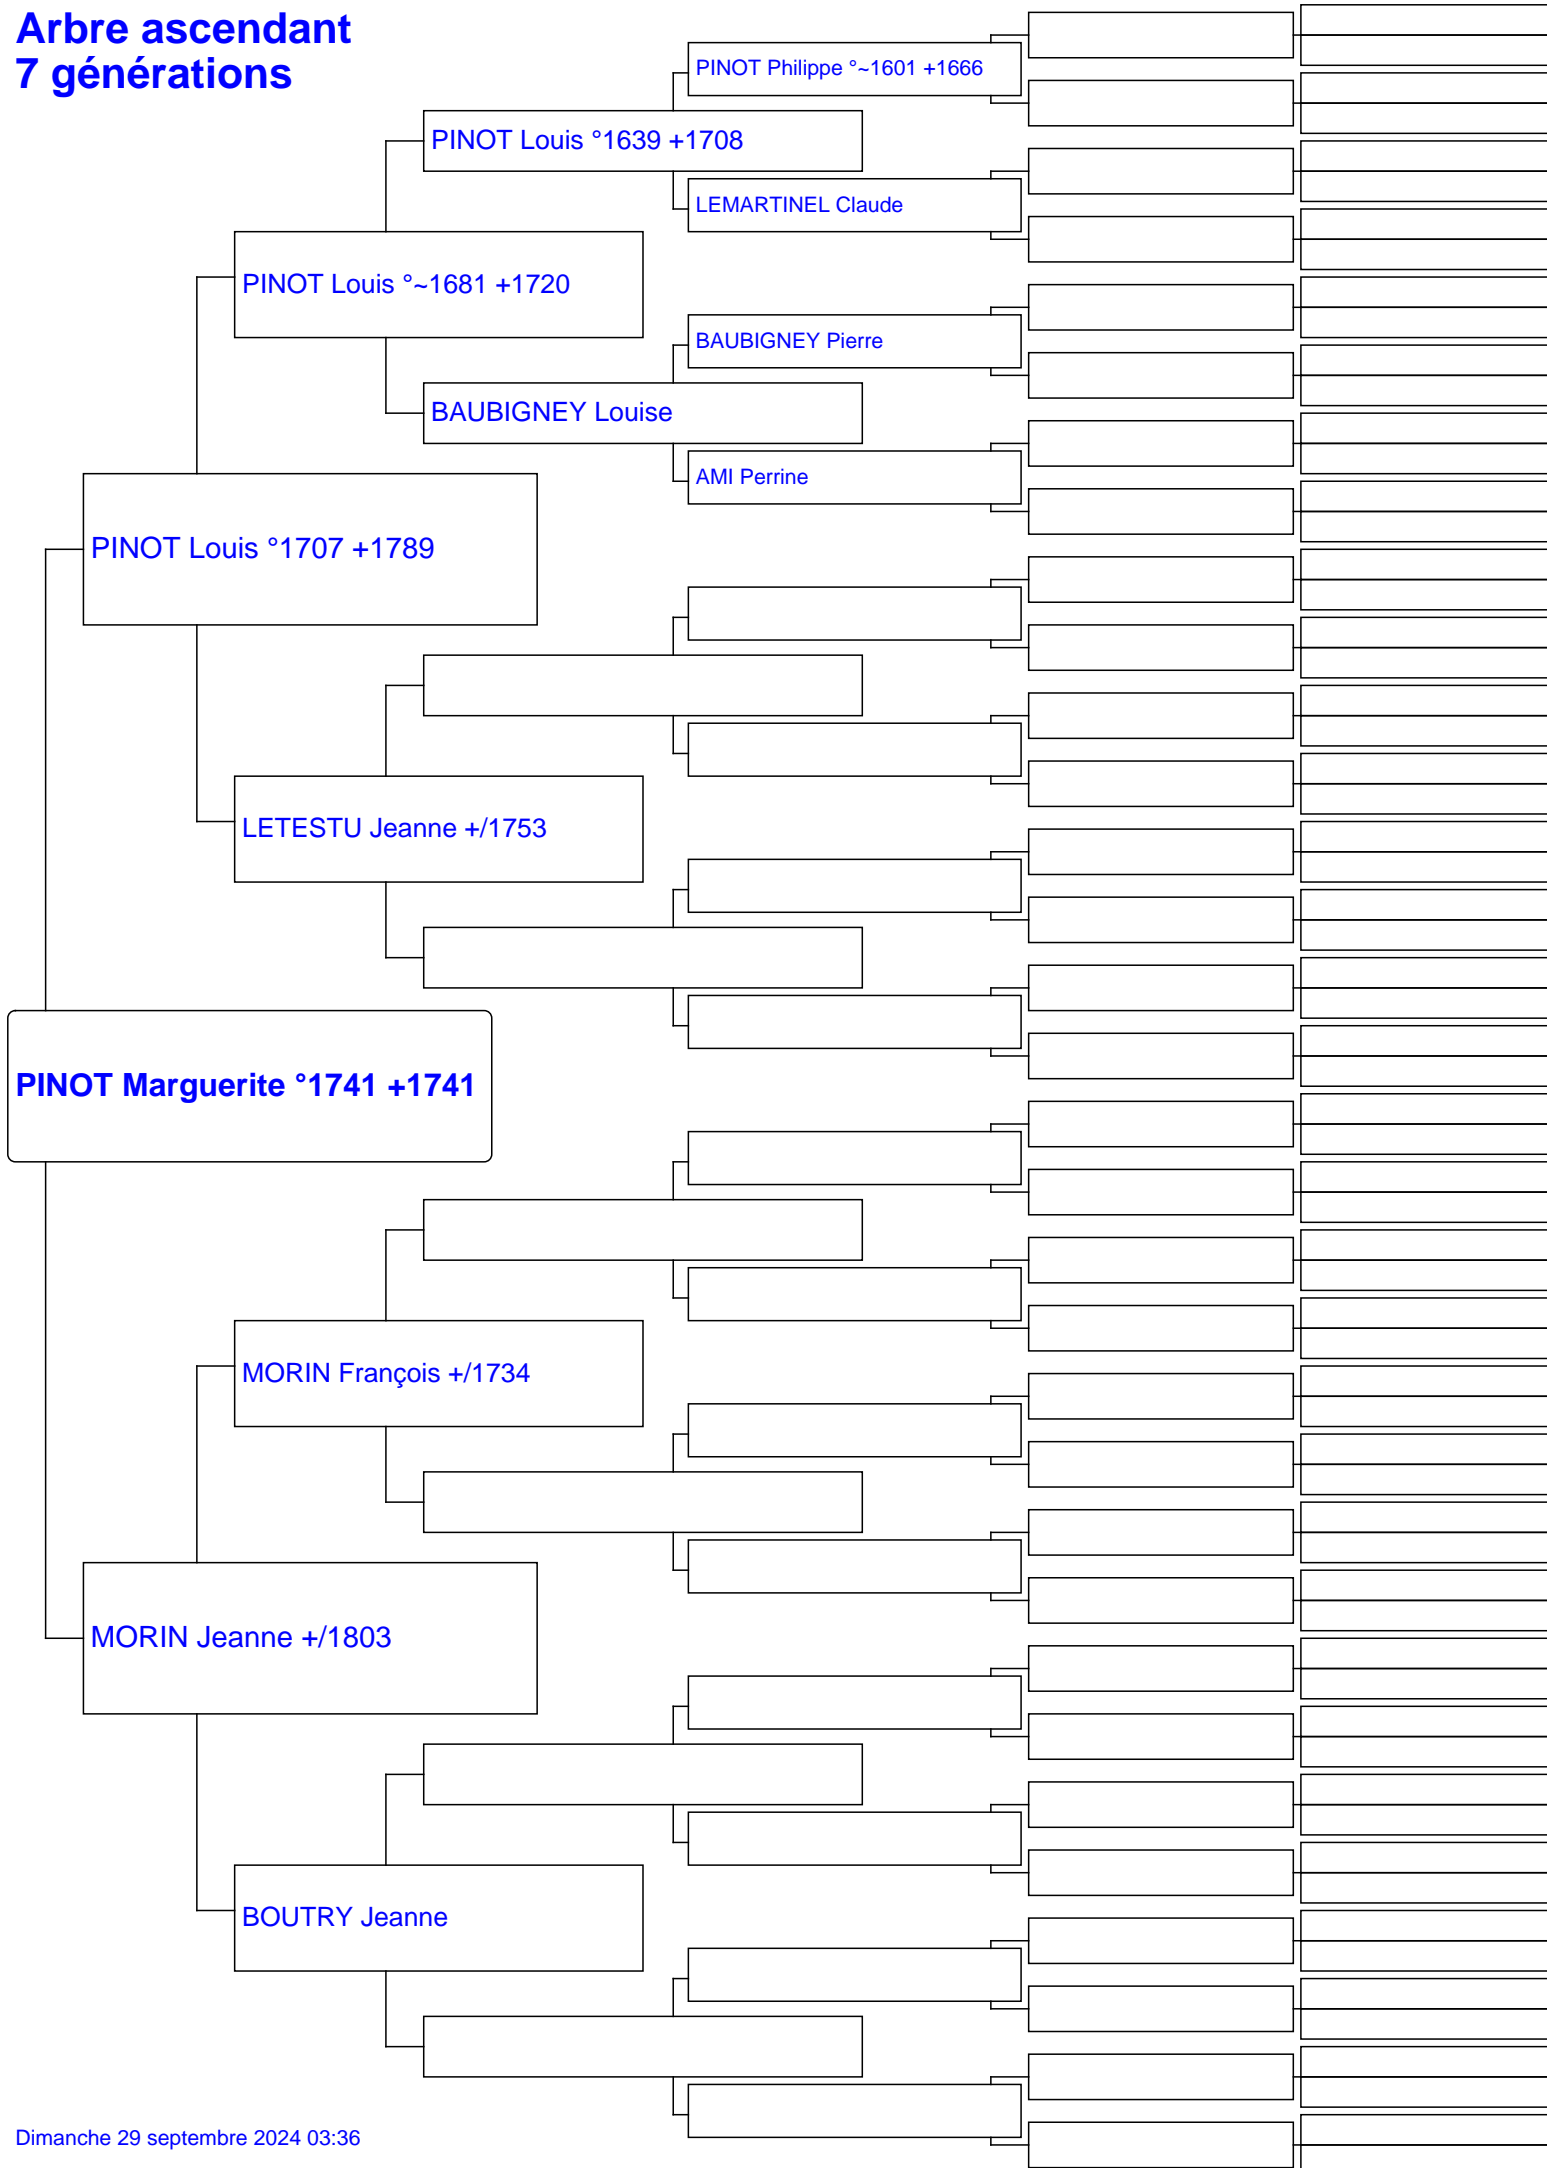 Arbre ascendant
7 générations
PINOT Philippe °~1601 +1666
PINOT Louis °1639 +1708
LEMARTINEL Claude
PINOT Louis °~1681 +1720
BAUBIGNEY Pierre
BAUBIGNEY Louise
AMI Perrine
PINOT Louis °1707 +1789
LETESTU Jeanne +/1753
PINOT Marguerite °1741 +1741
MORIN François +/1734
MORIN Jeanne +/1803
BOUTRY Jeanne
Dimanche 29 septembre 2024 03:36